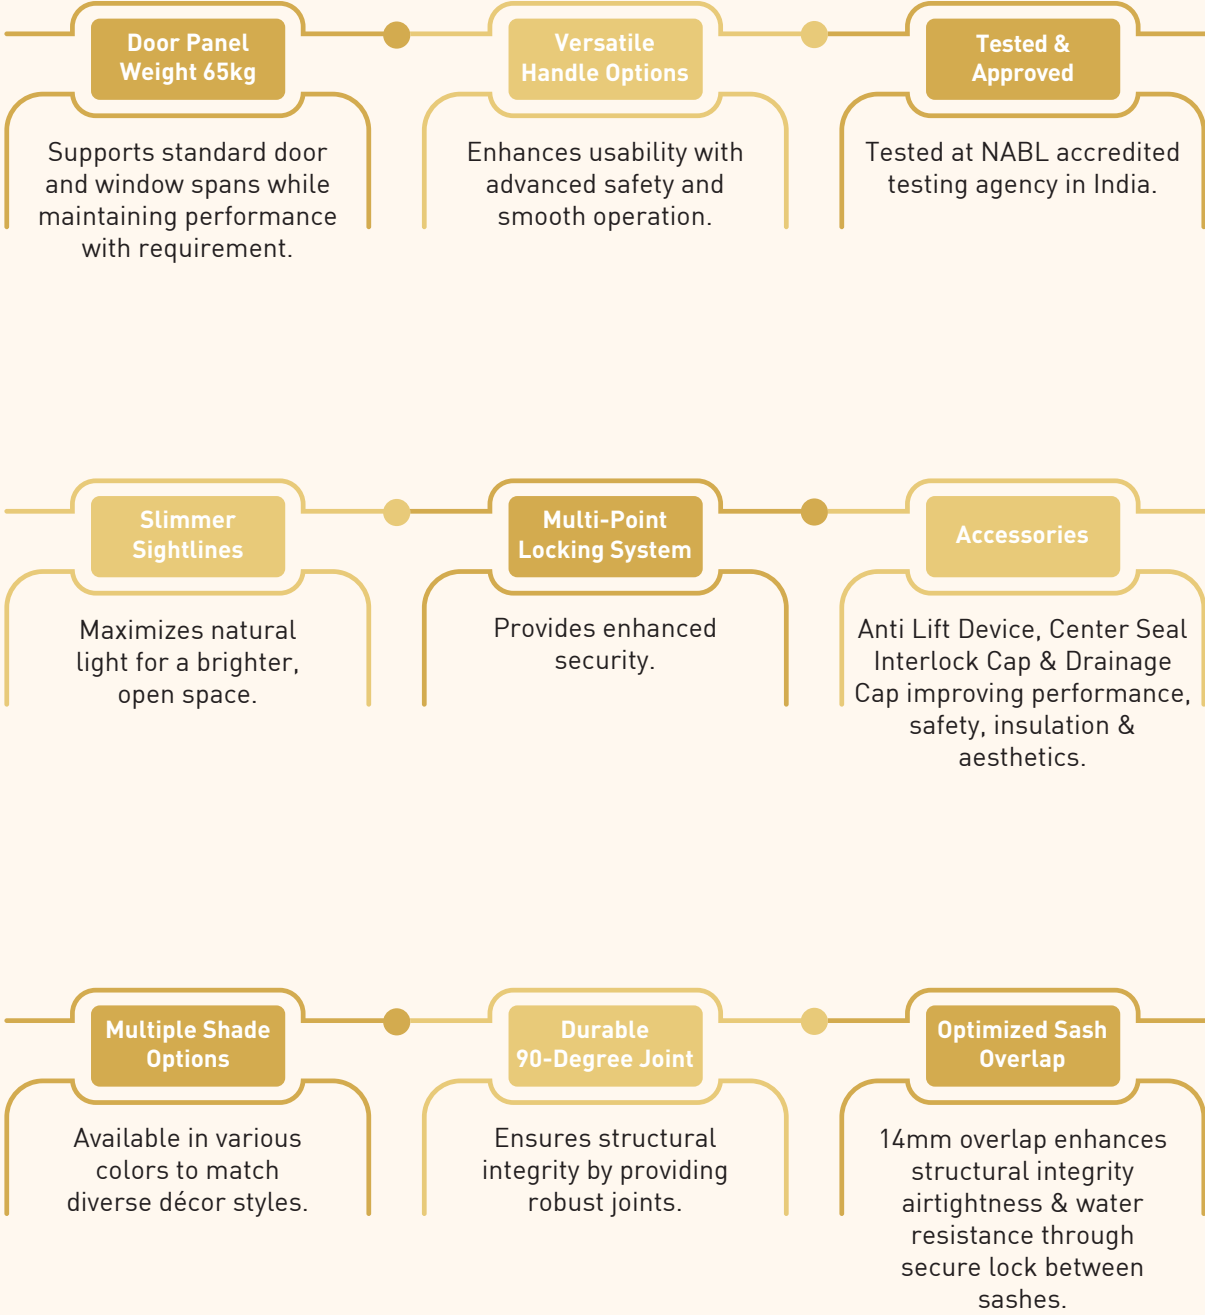 Door Panel
Weight 65kg
Supports standard door
and window spans while
maintaining performance
with requirement.
Versatile
Handle Options
Enhances usability with
advanced safety and
smooth operation.
Tested &
Approved
Tested at NABL accredited
testing agency in India.
Slimmer
Sightlines
Maximizes natural
light for a brighter,
open space.
Multi-Point
Locking System
Provides enhanced
security.
Accessories
Anti Lift Device, Center Seal
Interlock Cap & Drainage
Cap improving performance,
safety, insulation &
aesthetics.
Multiple Shade
Options
Available in various
colors to match
diverse décor styles.
Durable
90-Degree Joint
Ensures structural
integrity by providing
robust joints.
Optimized Sash
Overlap
14mm overlap enhances
structural integrity
airtightness & water
resistance through
secure lock between
sashes.